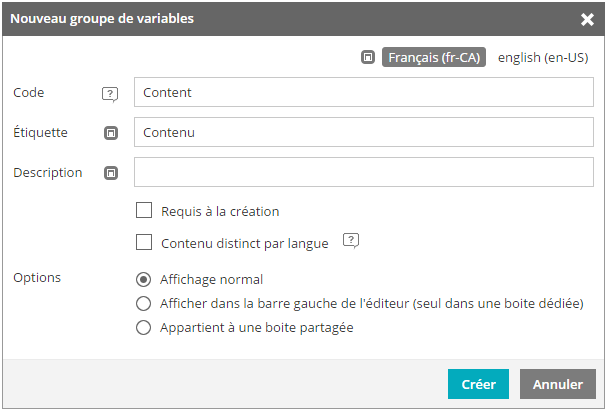 Nouveau groupe de variables
Français (fr-CA) english (en-US)
Code ? Content
Étiquette Contenu
Description
Requis à la création
Contenu distinct par langue ?
Options Affichage normal
Afficher dans la barre gauche de l'éditeur (seul dans une boite dédiée)
Appartient à une boite partagée
Créer Annuler